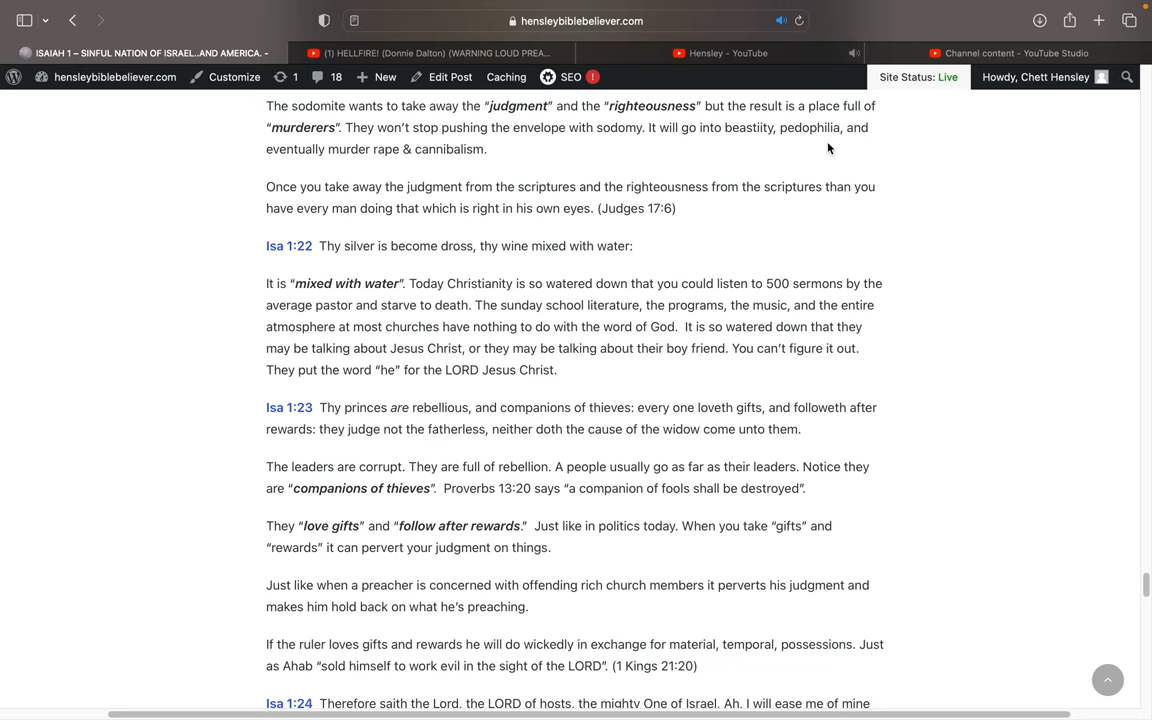 hensleybiblebeliever.com
ISAIAH 1 – SINFUL NATION OF ISRAEL..AND AMERICA. -
(1) HELLFIRE! (Donnie Dalton) (WARNING LOUD PREA...
Hensley - YouTube
Channel content - YouTube Studio
hensleybiblebeliever.com Customize 1 18 New Edit Post Caching SEO ! Site Status: Live Howdy, Chett Hensley
The sodomite wants to take away the “judgment” and the “righteousness” but the result is a place full of
“murderers”. They won’t stop pushing the envelope with sodomy. It will go into beastiity, pedophilia, and
eventually murder rape & cannibalism.
Once you take away the judgment from the scriptures and the righteousness from the scriptures than you
have every man doing that which is right in his own eyes. (Judges 17:6)
Isa 1:22 Thy silver is become dross, thy wine mixed with water:
It is “mixed with water”. Today Christianity is so watered down that you could listen to 500 sermons by the
average pastor and starve to death. The sunday school literature, the programs, the music, and the entire
atmosphere at most churches have nothing to do with the word of God. It is so watered down that they
may be talking about Jesus Christ, or they may be talking about their boy friend. You can’t figure it out.
They put the word “he” for the LORD Jesus Christ.
Isa 1:23 Thy princes are rebellious, and companions of thieves: every one loveth gifts, and followeth after
rewards: they judge not the fatherless, neither doth the cause of the widow come unto them.
The leaders are corrupt. They are full of rebellion. A people usually go as far as their leaders. Notice they
are “companions of thieves”. Proverbs 13:20 says “a companion of fools shall be destroyed”.
They “love gifts” and “follow after rewards.” Just like in politics today. When you take “gifts” and
“rewards” it can pervert your judgment on things.
Just like when a preacher is concerned with offending rich church members it perverts his judgment and
makes him hold back on what he’s preaching.
If the ruler loves gifts and rewards he will do wickedly in exchange for material, temporal, possessions. Just
as Ahab “sold himself to work evil in the sight of the LORD”. (1 Kings 21:20)
Isa 1:24 Therefore saith the Lord, the LORD of hosts, the mighty One of Israel, Ah, I will ease me of mine